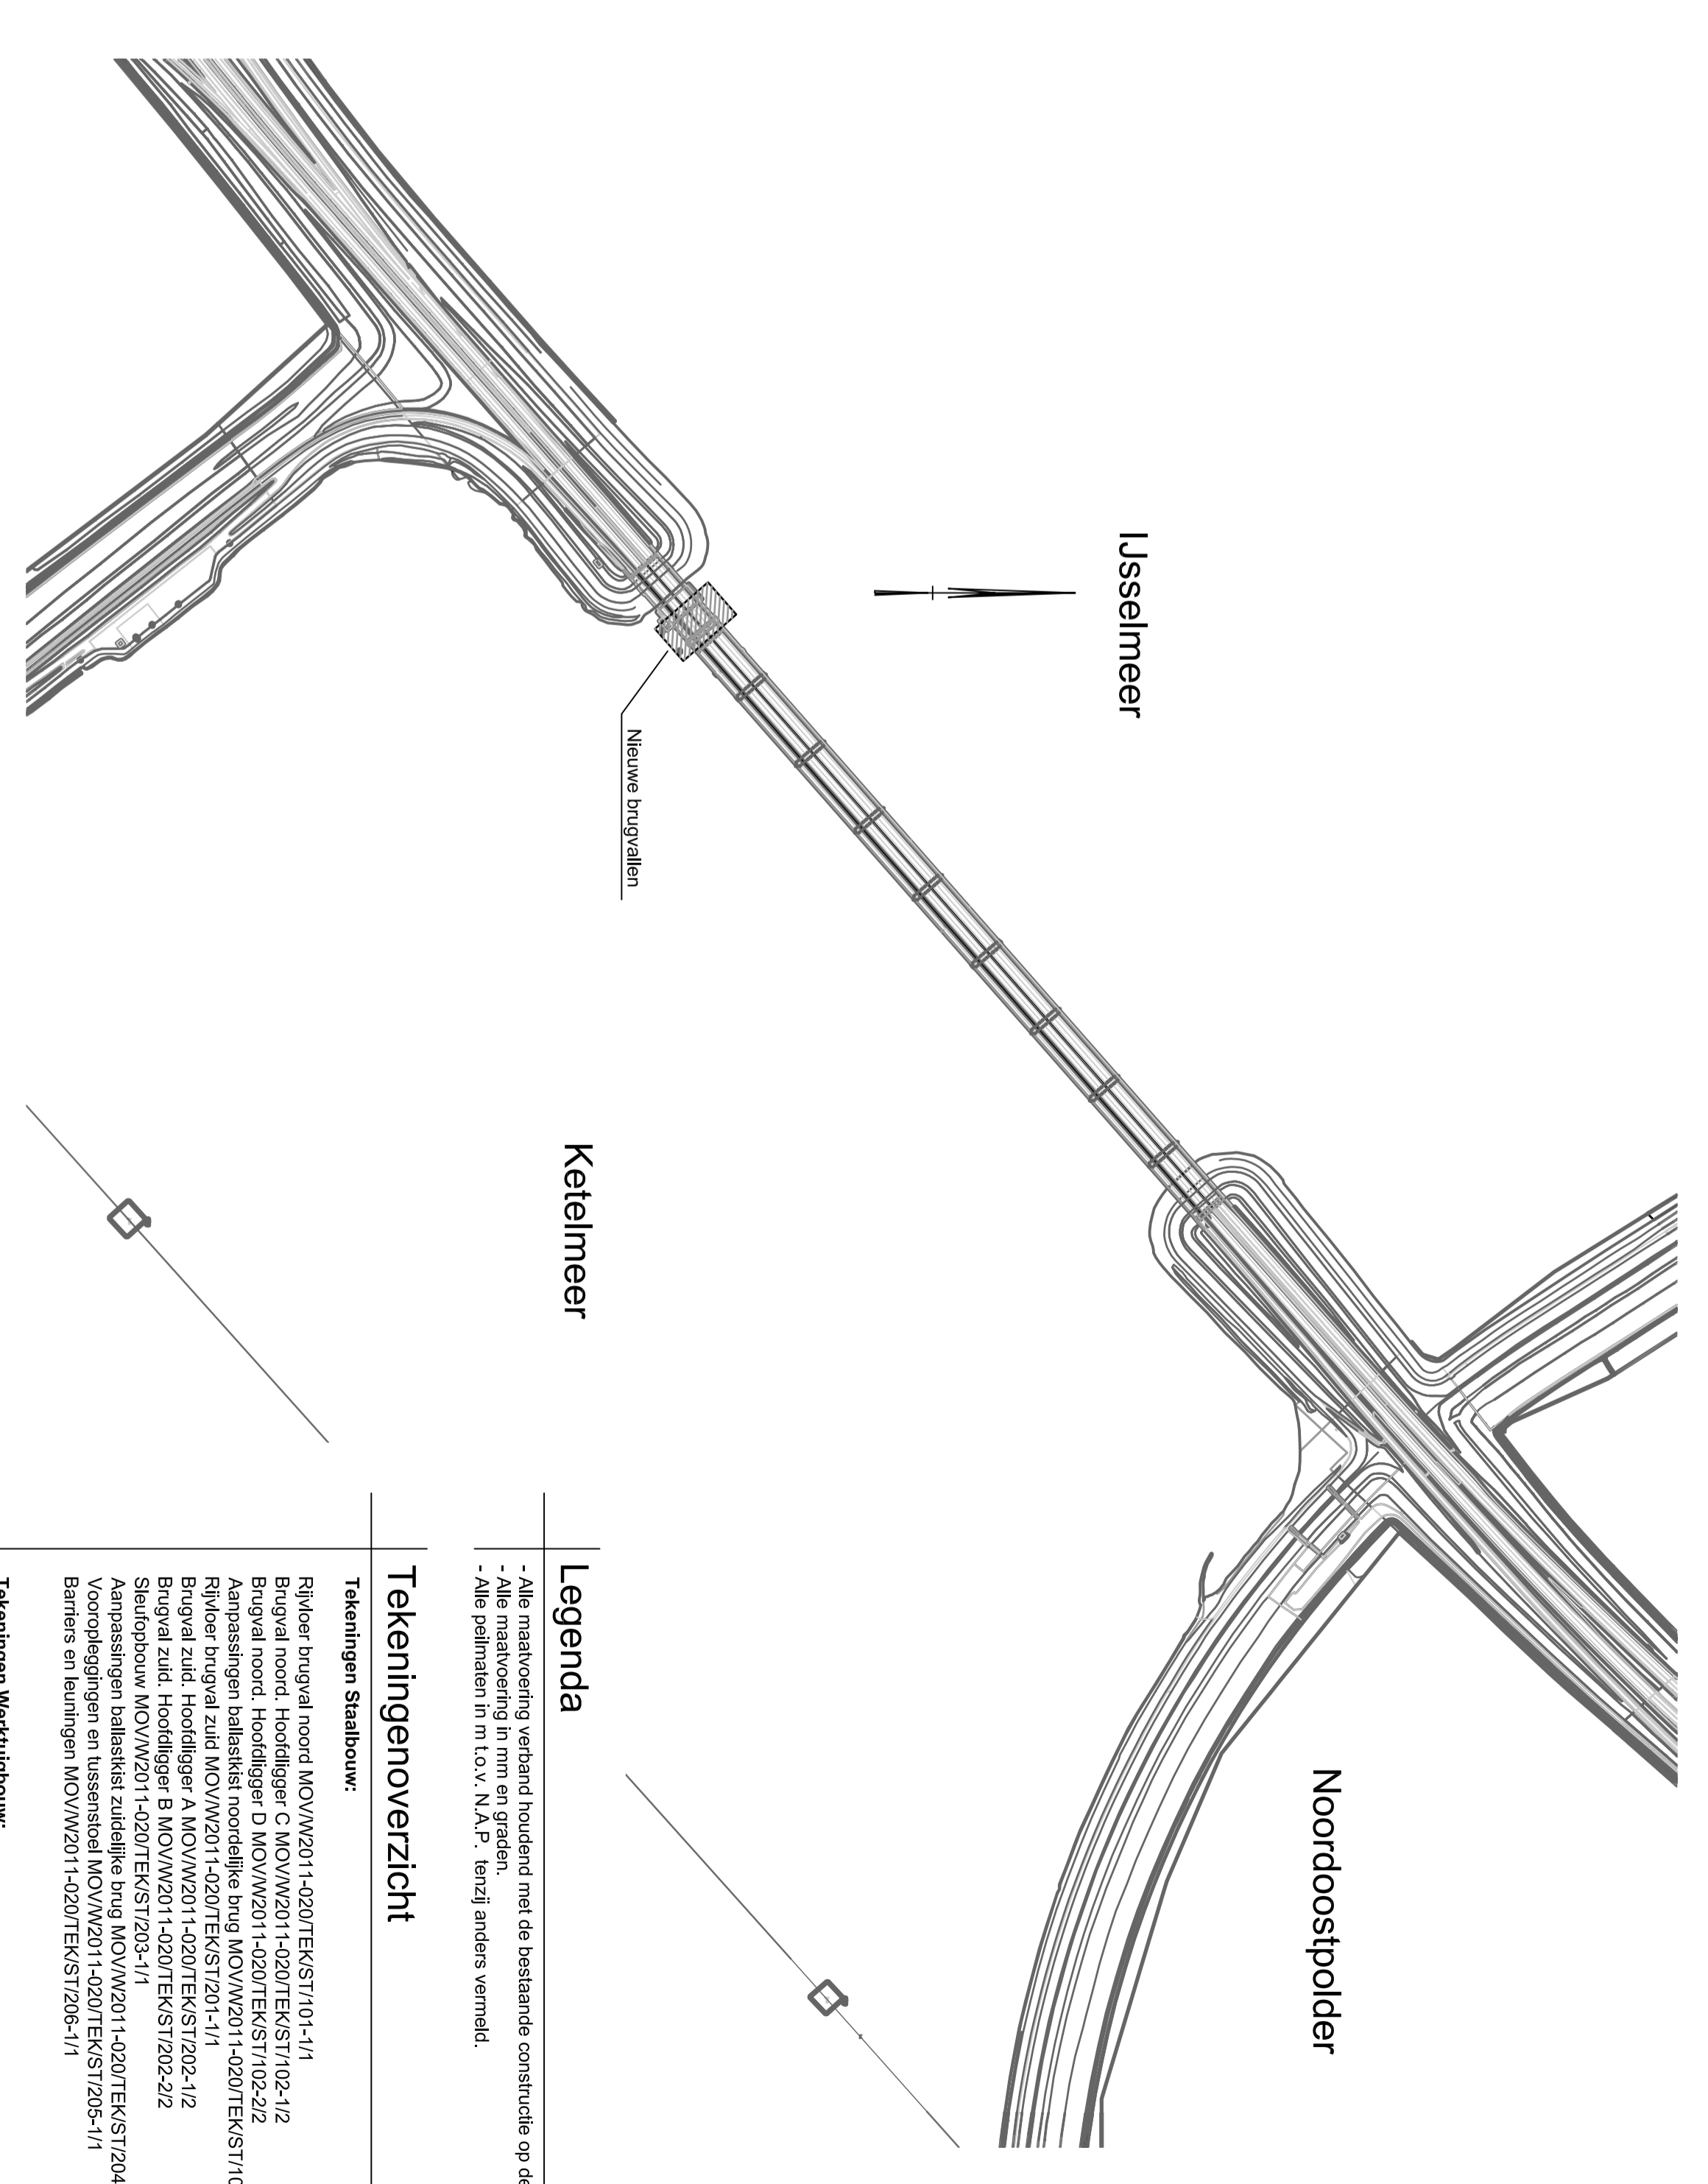 IJsselmeer
Noordoostpolder
Nieuwe brugvallen
Ketelmeer
Legenda
- Alle maatvoering verband houdend met de bestaande constructie op de
- Alle maatvoering in mm en graden.
- Alle peilmaten in m t.o.v. N.A.P. tenzij anders vermeld.
Tekeningenoverzicht
Tekeningen Staalbouw:
Rijvloer brugval noord MOV/W2011-020/TEK/ST/101-1/1
Brugval noord. Hoofdligger C MOV/W2011-020/TEK/ST/102-1/2
Brugval noord. Hoofdligger D MOV/W2011-020/TEK/ST/102-2/2
Aanpassingen ballastkist noordelijke brug MOV/W2011-020/TEK/ST/10
Rijvloer brugval zuid MOV/W2011-020/TEK/ST/201-1/1
Brugval zuid. Hoofdligger A MOV/W2011-020/TEK/ST/202-1/2
Brugval zuid. Hoofdligger B MOV/W2011-020/TEK/ST/202-2/2
Sleufopbouw MOV/W2011-020/TEK/ST/203-1/1
Aanpassingen ballastkist zuidelijke brug MOV/W2011-020/TEK/ST/204
Vooropleggingen en tussenstoel MOV/W2011-020/TEK/ST/205-1/1
Barriers en leuningen MOV/W2011-020/TEK/ST/206-1/1
Tekeningen Werktuigbouw: